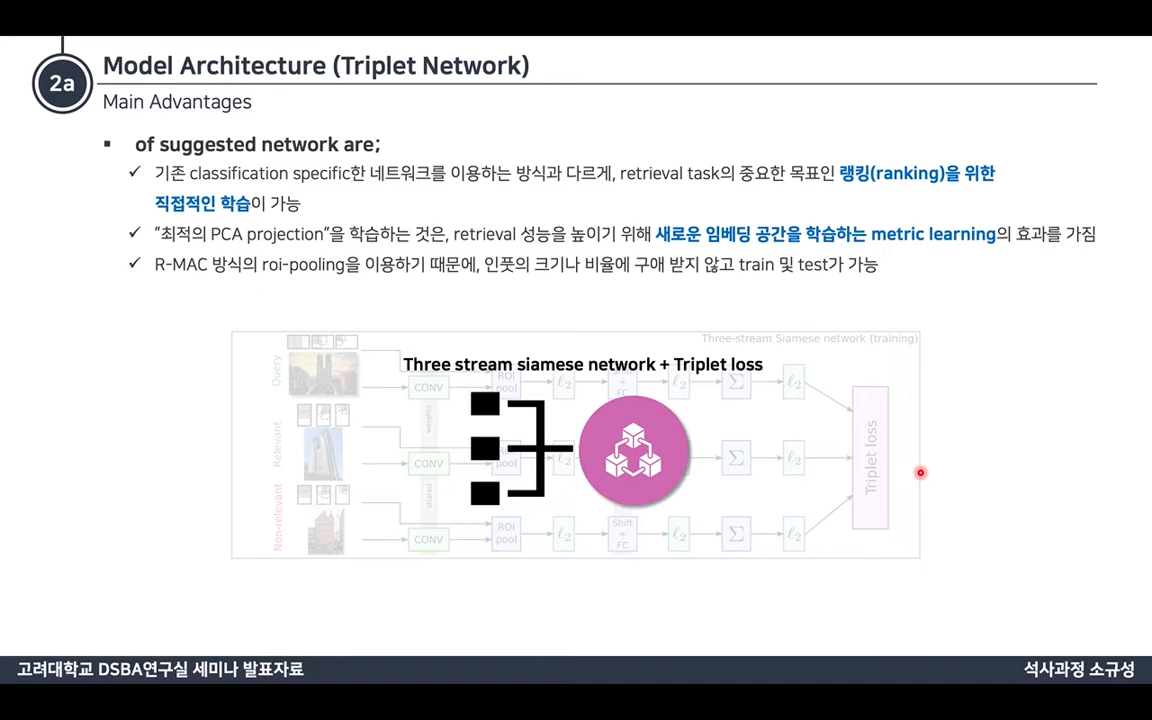 2a
Model Architecture (Triplet Network)
Main Advantages
of suggested network are;
기존 classification specific한 네트워크를 이용하는 방식과 다르게, retrieval task의 중요한 목표인 랭킹(ranking)을 위한
직접적인 학습이 가능
"최적의 PCA projection"을 학습하는 것은, retrieval 성능을 높이기 위해 새로운 임베딩 공간을 학습하는 metric learning의 효과를 가짐
R-MAC 방식의 roi-pooling을 이용하기 때문에, 인풋의 크기나 비율에 구애 받지 않고 train 및 test가 가능
Three-stream Siamese network (training)
Three stream siamese network + Triplet loss
Query
CONV
ROI
pool
ℓ2
Shift
+
FC
ℓ2
Σ
ℓ2
weights
Relevant
CONV
ROI
pool
ℓ2
Σ
ℓ2
Triplet loss
shared
Non-relevant
CONV
ROI
pool
ℓ2
Shift
+
FC
ℓ2
Σ
ℓ2
고려대학교 DSBA연구실 세미나 발표자료
석사과정 소규성